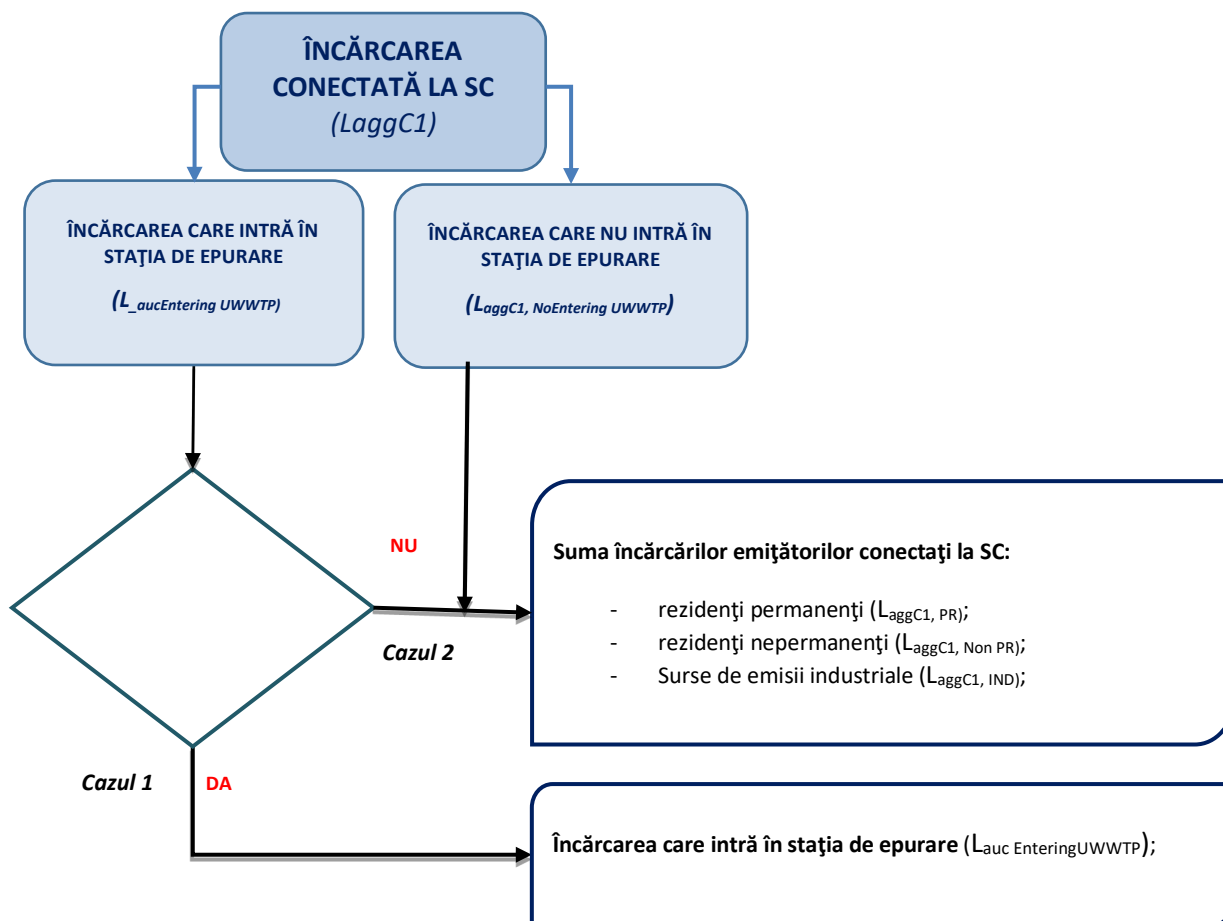 ÎNCĂRCAREA
CONECTATĂ LA SC
(LaggC1)
ÎNCĂRCAREA CARE INTRĂ ÎN
STAŢIA DE EPURARE
(L_aucEntering UWWTP)
ÎNCĂRCAREA CARE NU INTRĂ ÎN
STAŢIA DE EPURARE
(LaggC1, NoEntering UWWTP)
NU
Cazul 2
Suma încărcărilor emiţătorilor conectaţi la SC:
- rezidenţi permanenţi (LaggC1, PR);
- rezidenţi nepermanenţi (LaggC1, Non PR);
- Surse de emisii industriale (LaggC1, IND);
Cazul 1
DA
Încărcarea care intră în staţia de epurare (Lauc EnteringUWWTP);